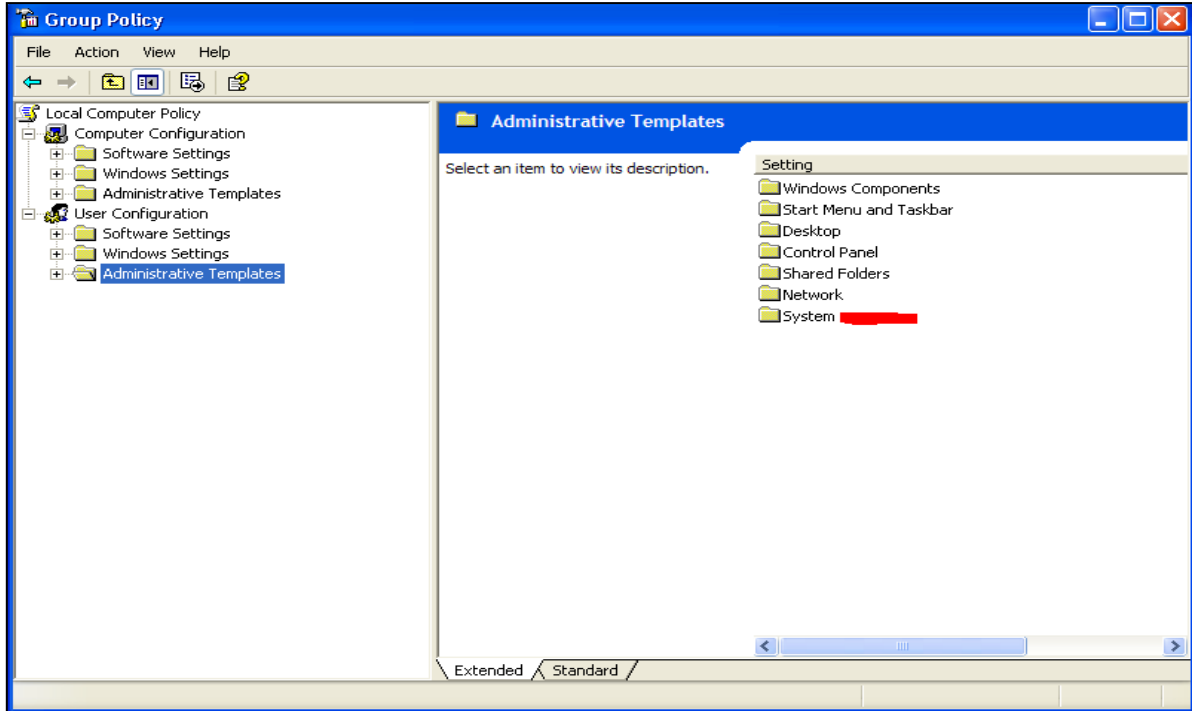 Group Policy
File Action View Help
Local Computer Policy
Computer Configuration
Software Settings
Windows Settings
Administrative Templates
User Configuration
Software Settings
Windows Settings
Administrative Templates
Administrative Templates
Select an item to view its description.
Setting
Windows Components
Start Menu and Taskbar
Desktop
Control Panel
Shared Folders
Network
System
Extended Standard